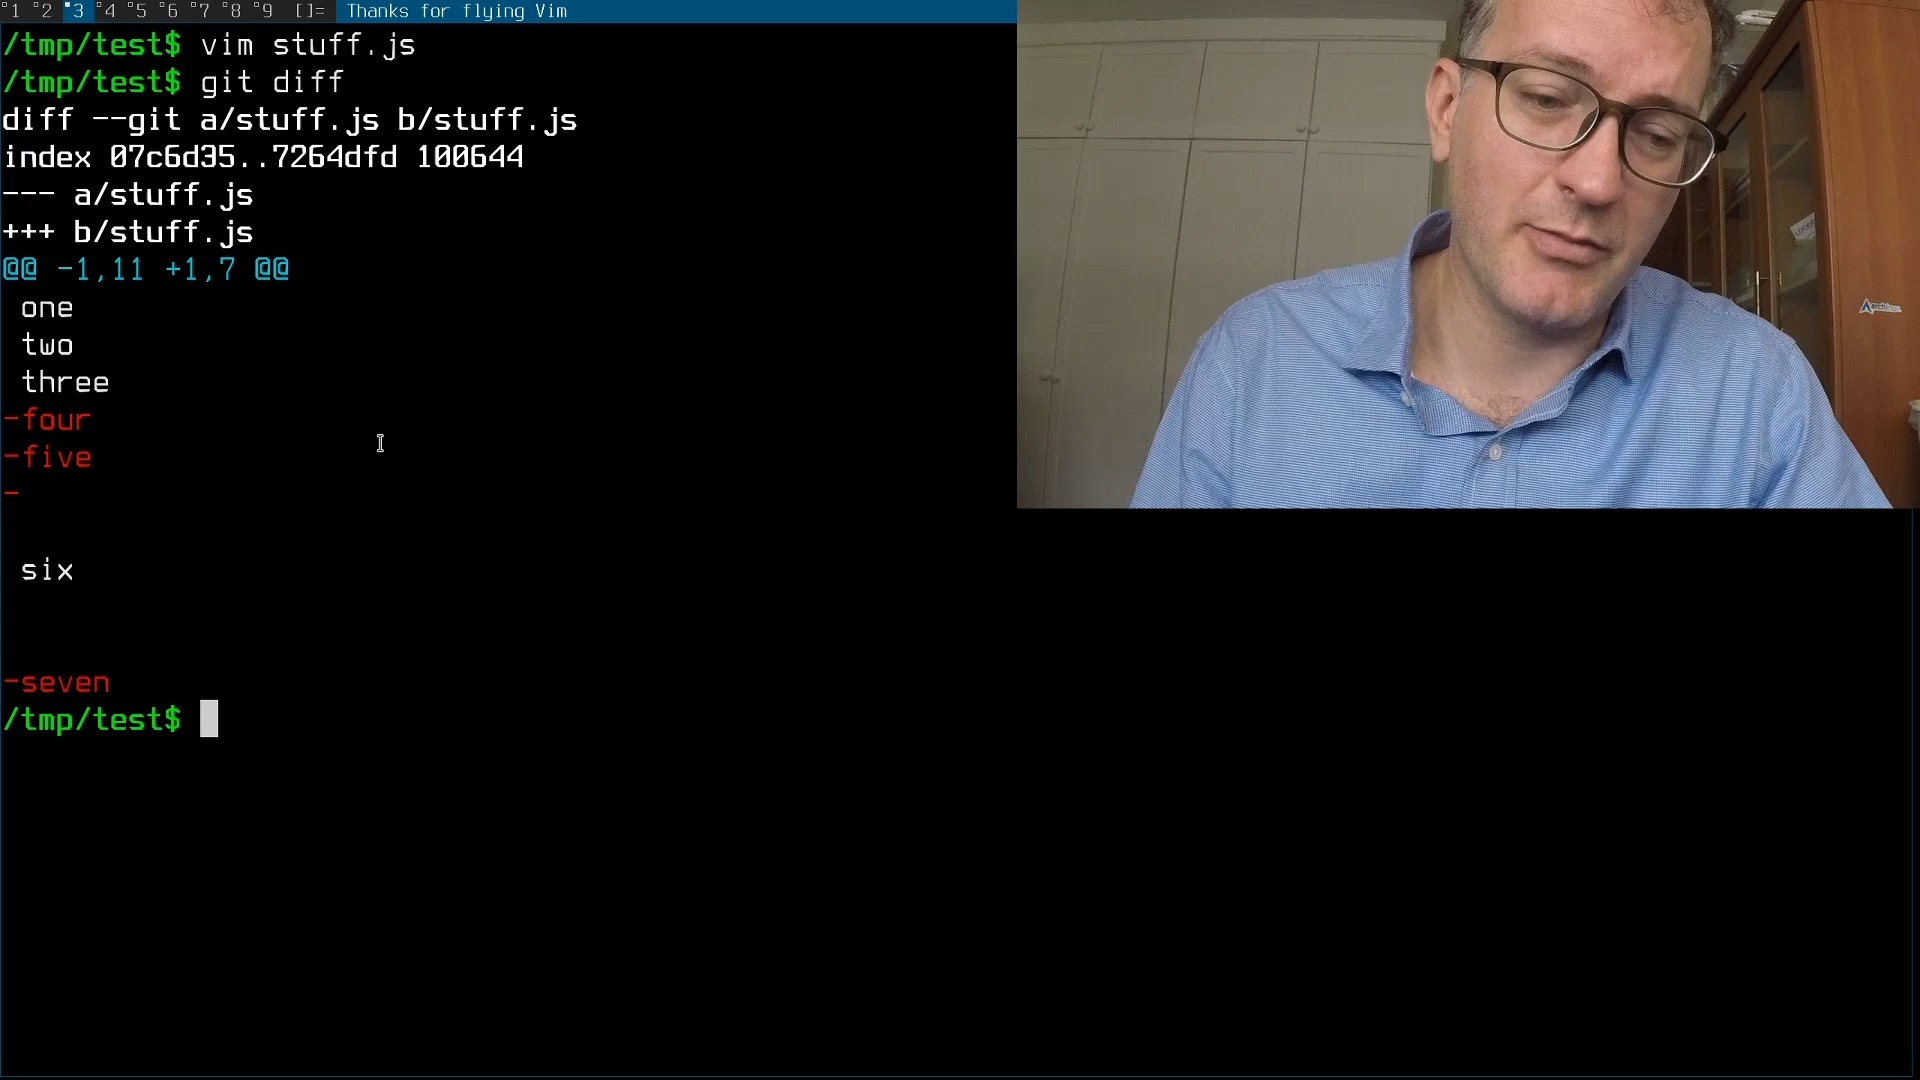 1 2 3 4 5 6 7 8 9 []= Thanks for flying Vim
/tmp/test$ vim stuff.js
/tmp/test$ git diff
diff --git a/stuff.js b/stuff.js
index 07c6d35..7264dfd 100644
--- a/stuff.js
+++ b/stuff.js
@@ -1,11 +1,7 @@
 one
 two
 three
-four
-five
-
 six
-seven
/tmp/test$